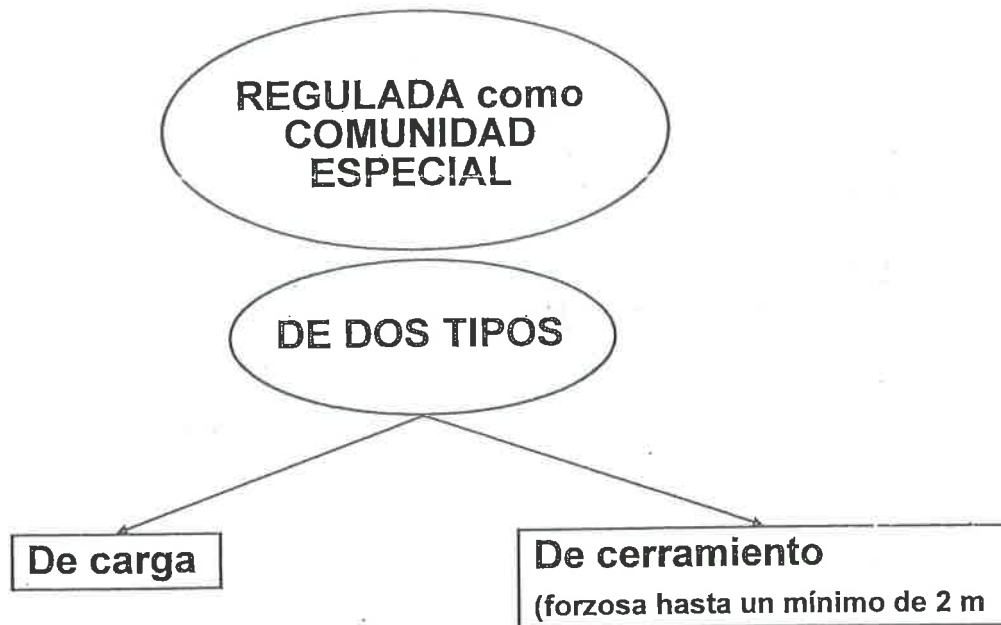 REGULADA como
COMUNIDAD
ESPECIAL
DE DOS TIPOS
De carga
De cerramiento
(forzosa hasta un mínimo de 2 m